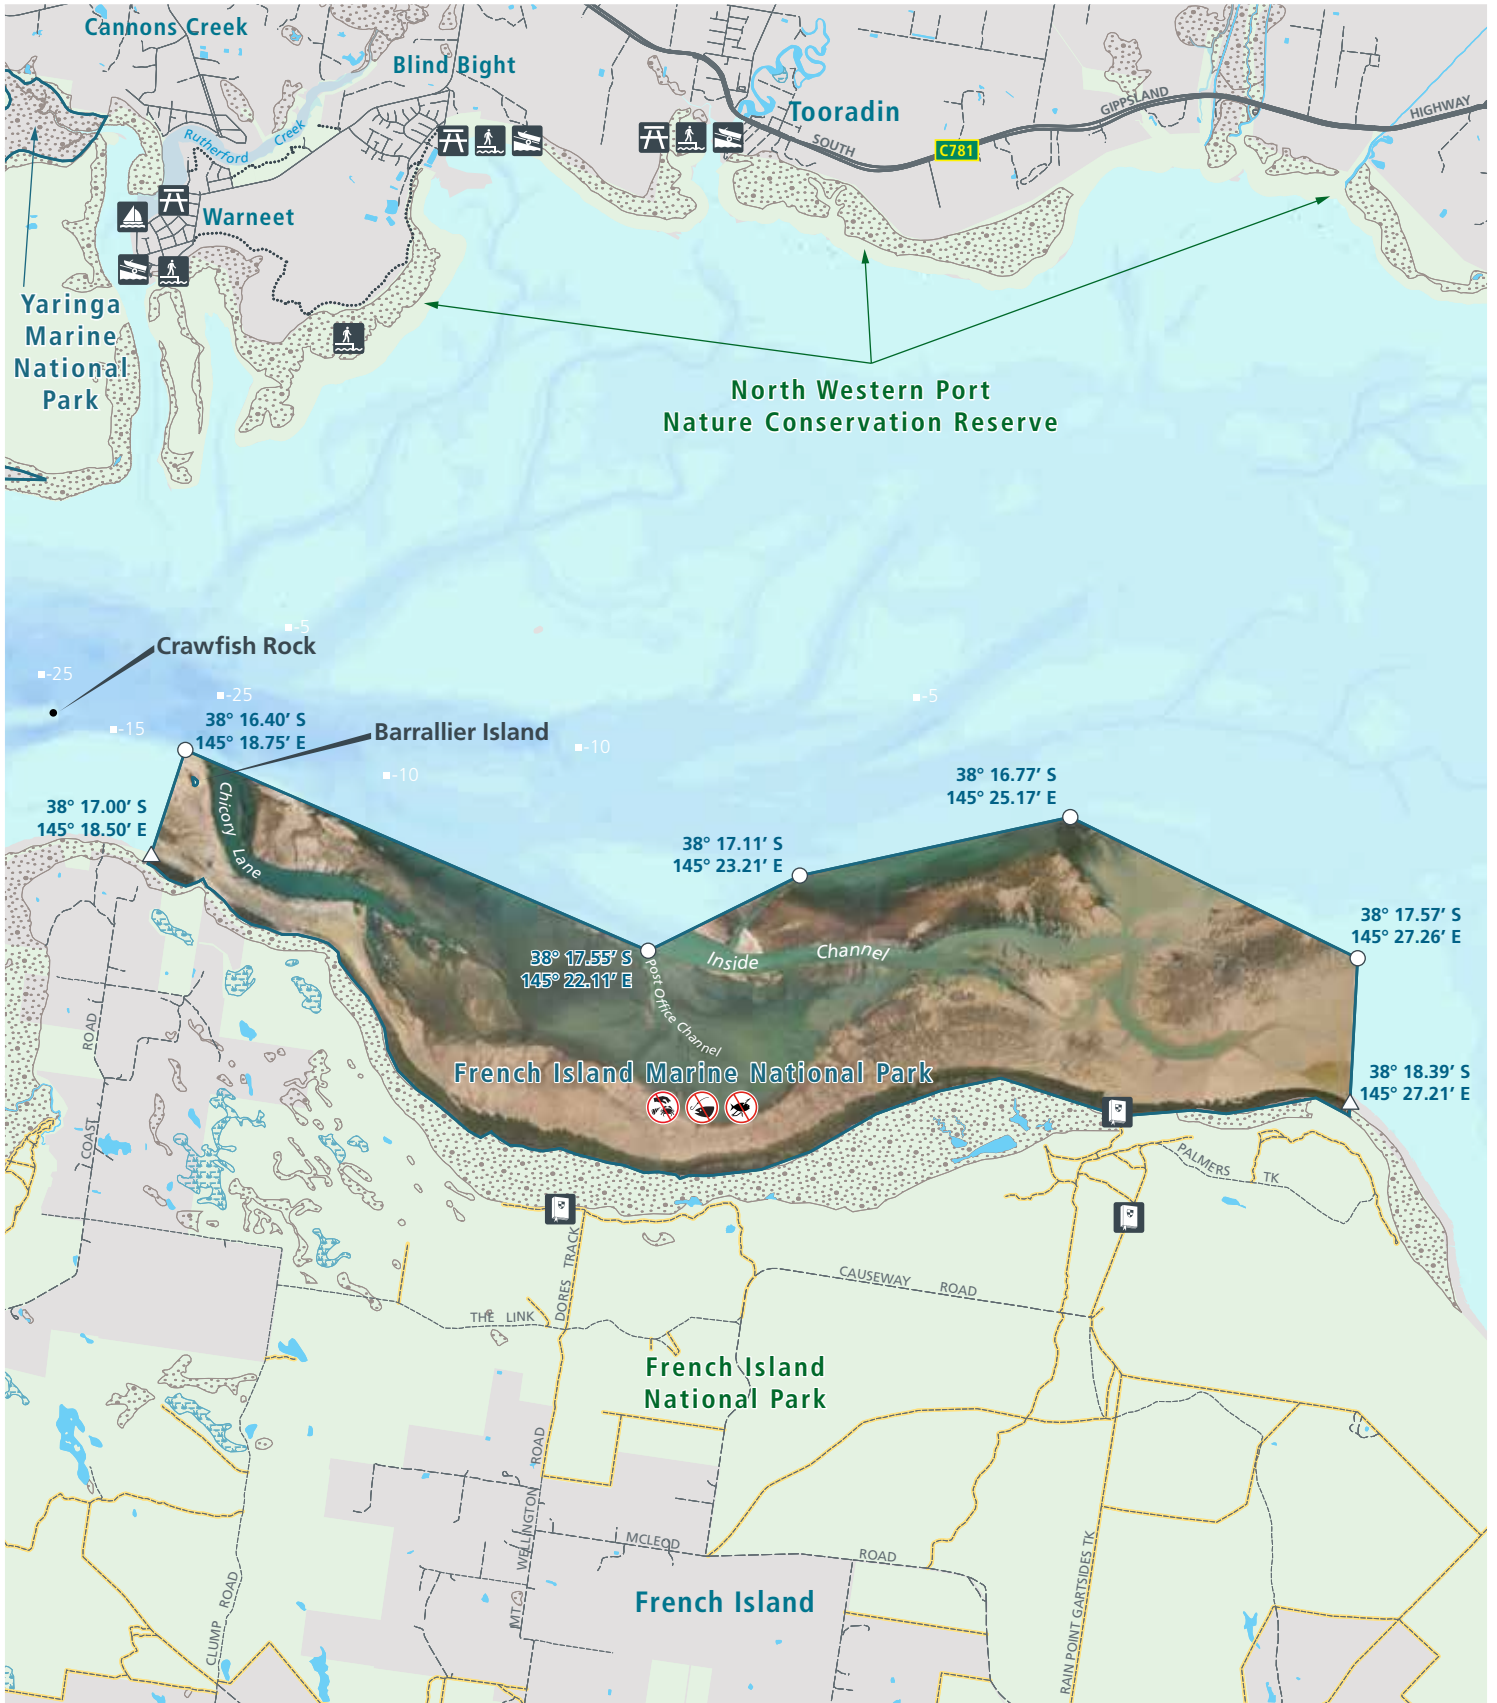 Cannons Creek
Blind Bight
Tooradin
GIPPSLAND
HIGHWAY
SOUTH
C781
Rutherford Creek
Warneet
Yaringa
Marine
National
Park
North Western Port
Nature Conservation Reserve
-5
Crawfish Rock
-25
-25
-5
-15
38° 16.40’ S
145° 18.75’ E
Barrallier Island
-10
-10
38° 16.77’ S
145° 25.17’ E
38° 17.00’ S
145° 18.50’ E
Chicory Lane
38° 17.11’ S
145° 23.21’ E
38° 17.57’ S
145° 27.26’ E
38° 17.55’ S
145° 22.11’ E
Inside Channel
Post Office Channel
French Island Marine National Park
38° 18.39’ S
145° 27.21’ E
COAST ROAD
PALMERS TK
DORES TRACK
CAUSEWAY ROAD
THE LINK
French Island
National Park
MT WELLINGTON ROAD
MCLEOD ROAD
CLUMP ROAD
French Island
RAIN POINT GARTSIDES TK